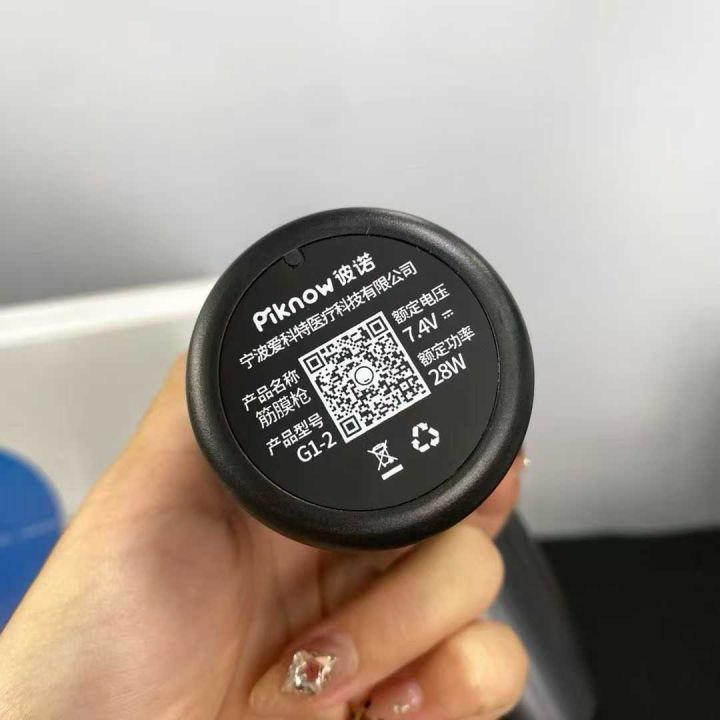 Piknow 彼诺
宁波爱科特医疗科技有限公司
产品名称
筋膜枪
产品型号
G1-2
额定电压
7.4V
额定功率
28W